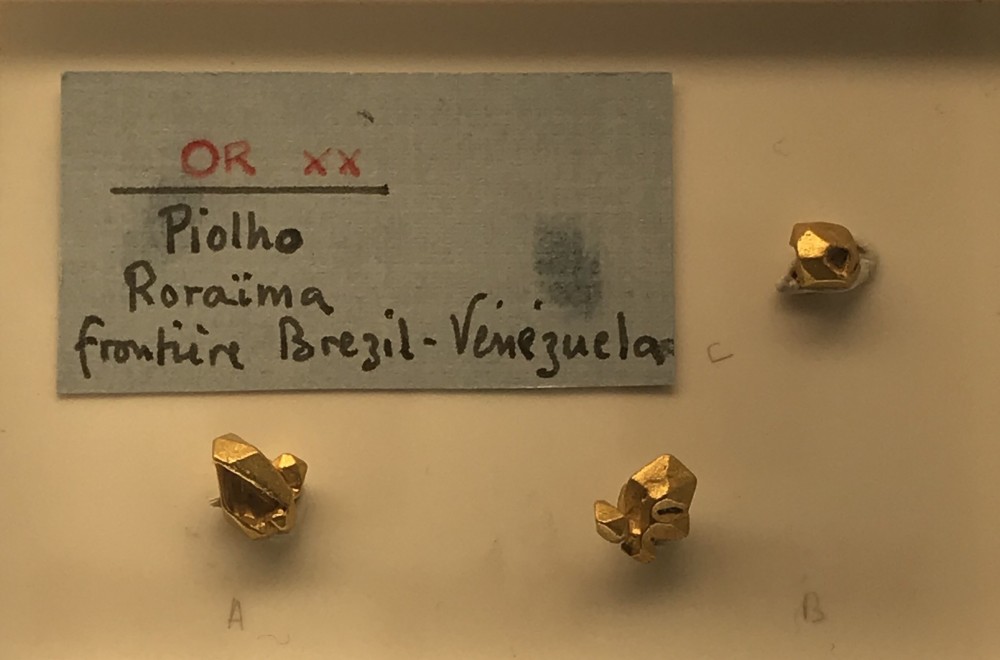 OR xx
Piolho
Roraïma
frontière Brezil-Vénézuela
C
A
B